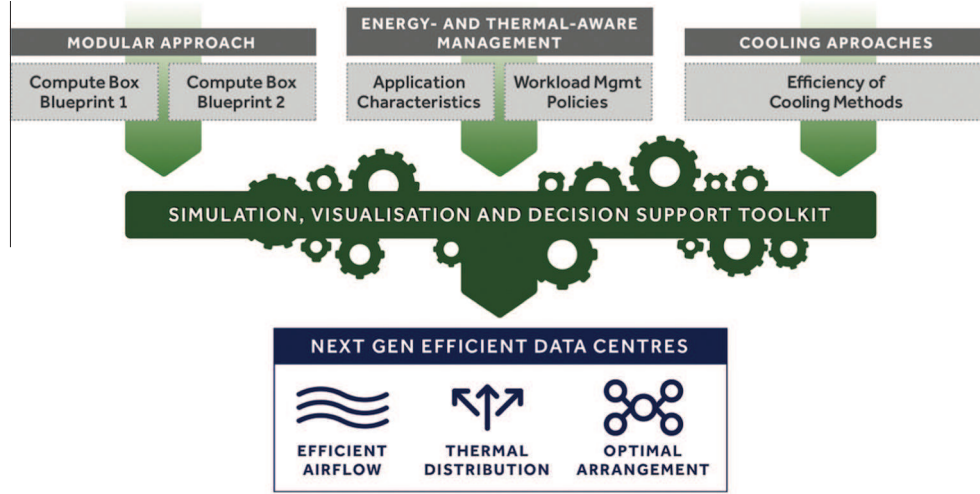 MODULAR APPROACH
Compute Box
Blueprint 1
Compute Box
Blueprint 2
ENERGY- AND THERMAL-AWARE
MANAGEMENT
Application
Characteristics
Workload Mgmt
Policies
COOLING APROACHES
Efficiency of
Cooling Methods
SIMULATION, VISUALISATION AND DECISION SUPPORT TOOLKIT
NEXT GEN EFFICIENT DATA CENTRES
EFFICIENT
AIRFLOW
THERMAL
DISTRIBUTION
OPTIMAL
ARRANGEMENT